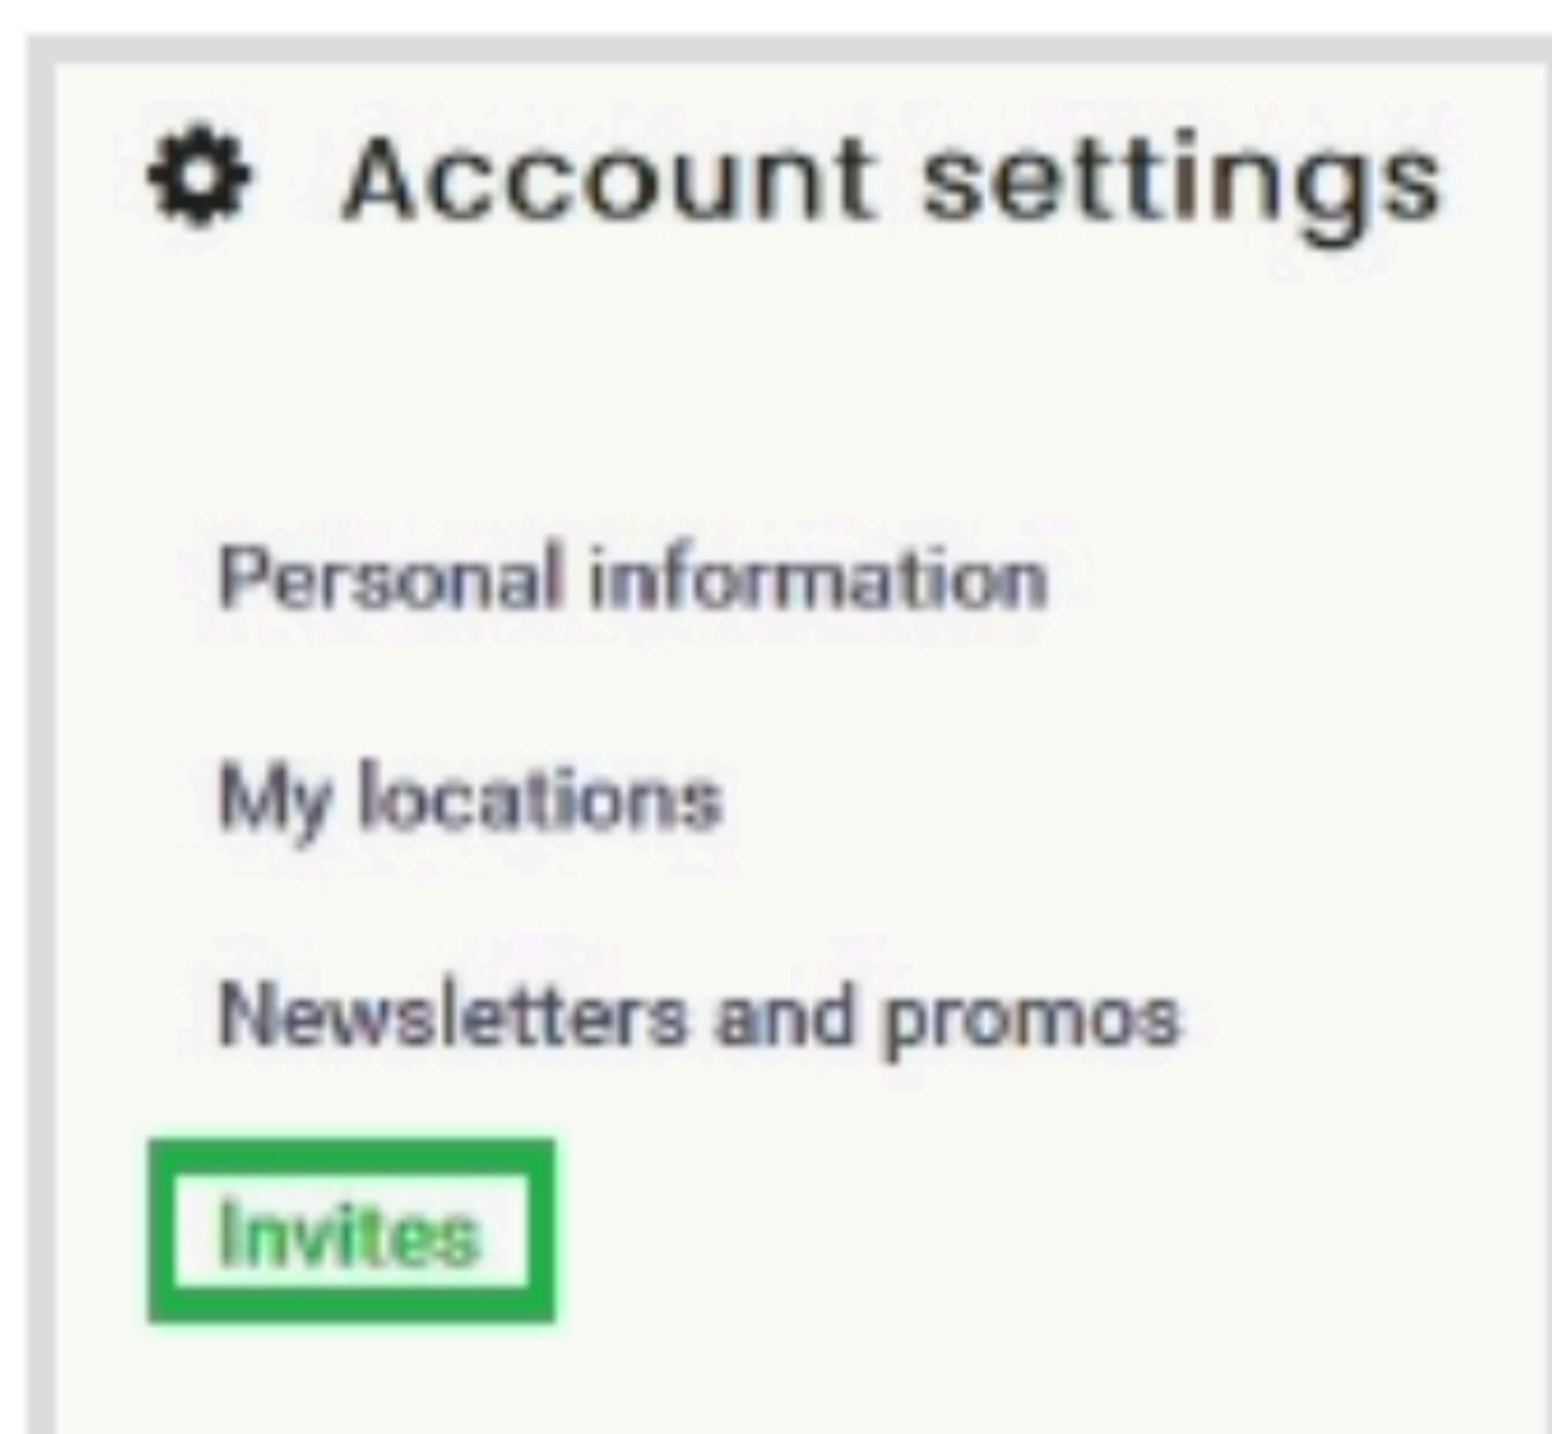 Account settings
Personal information
My locations
Newsletters and promos
Invites